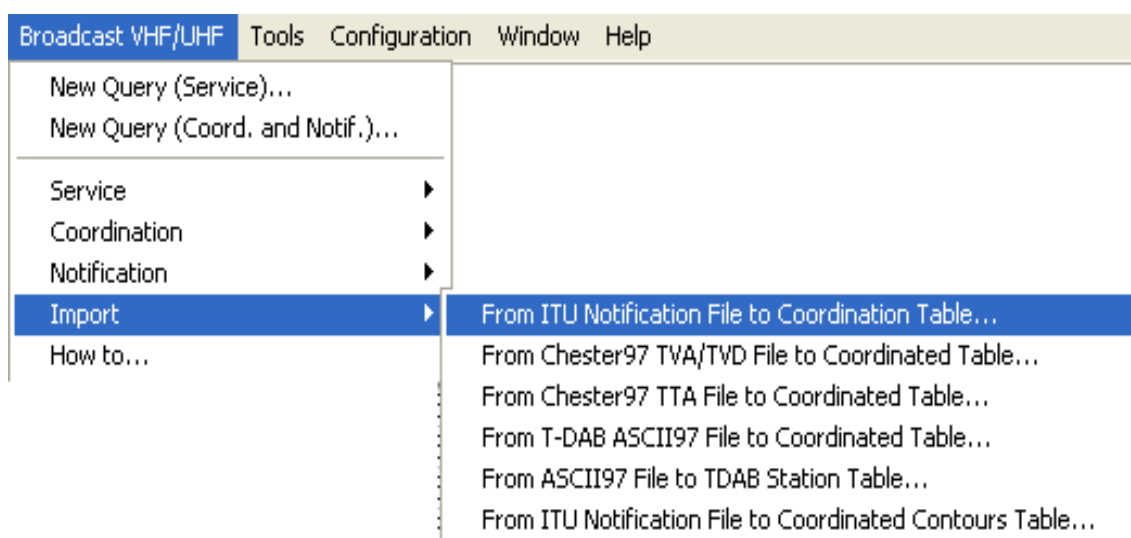 Broadcast VHF/UHF Tools Configuration Window Help
New Query (Service)...
New Query (Coord. and Notif.)...
Service
Coordination
Notification
Import
How to...
From ITU Notification File to Coordination Table...
From Chester97 TVA/TVD File to Coordinated Table...
From Chester97 TTA File to Coordinated Table...
From T-DAB ASCII97 File to Coordinated Table...
From ASCII97 File to TDAB Station Table...
From ITU Notification File to Coordinated Contours Table...